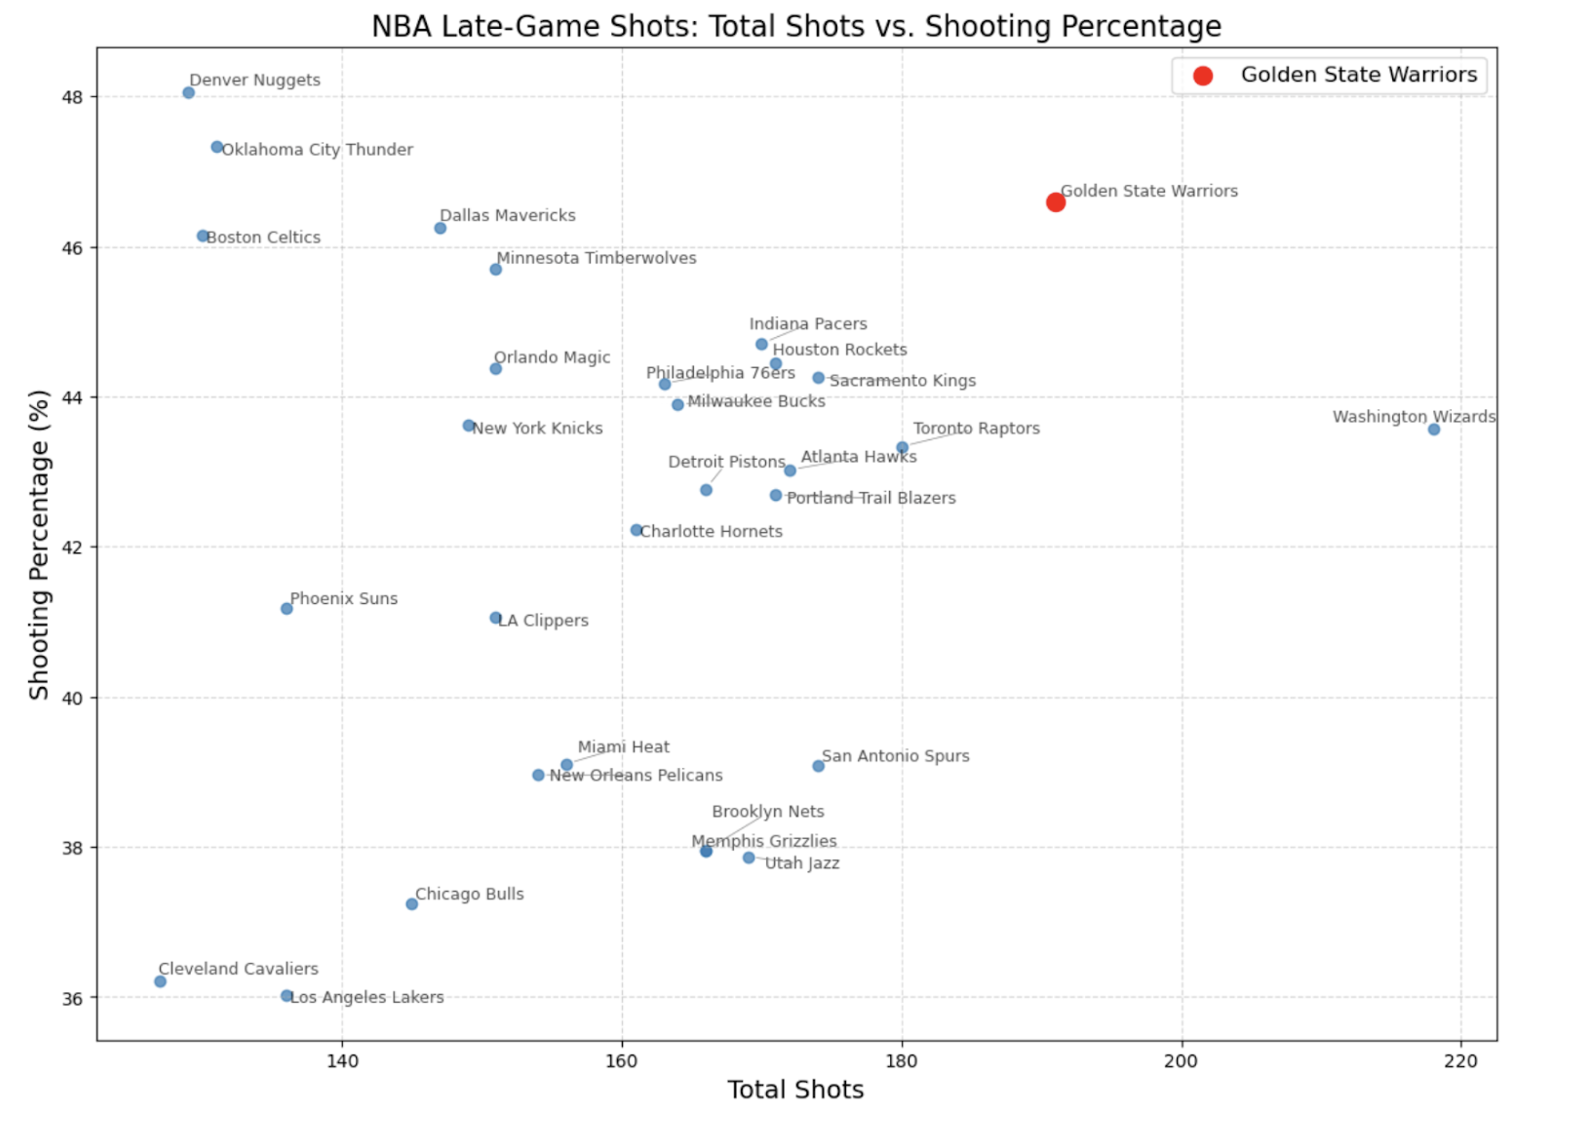 NBA Late-Game Shots: Total Shots vs. Shooting Percentage
Golden State Warriors
Denver Nuggets
48
Oklahoma City Thunder
Golden State Warriors
Dallas Mavericks
Boston Celtics
46
Minnesota Timberwolves
Indiana Pacers
Houston Rockets
Orlando Magic
Philadelphia 76ers
Sacramento Kings
44
Milwaukee Bucks
Washington Wizards
New York Knicks
Toronto Raptors
Atlanta Hawks
Detroit Pistons
Portland Trail Blazers
Charlotte Hornets
42
Phoenix Suns
LA Clippers
Shooting Percentage (%)
40
Miami Heat
San Antonio Spurs
New Orleans Pelicans
Brooklyn Nets
Memphis Grizzlies
38
Utah Jazz
Chicago Bulls
Cleveland Cavaliers
Los Angeles Lakers
36
140
160
180
200
220
Total Shots